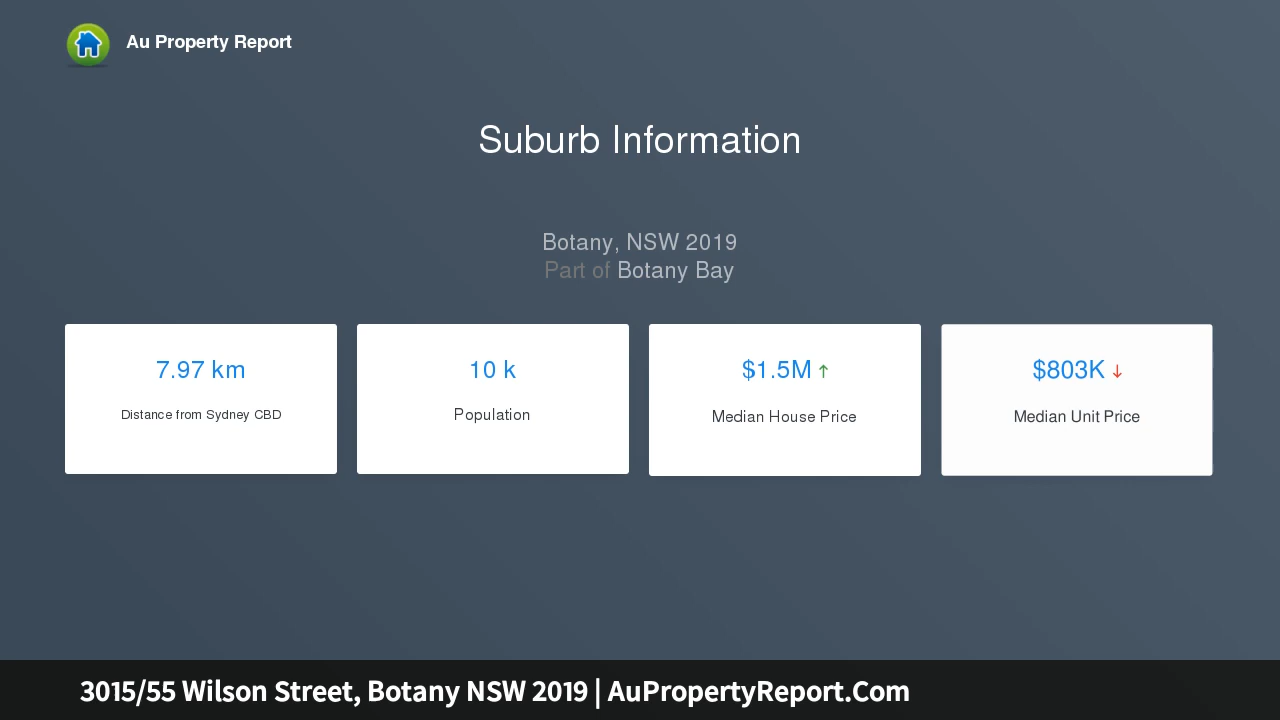 Au Property Report
Suburb Information
Botany, NSW 2019
Part of Botany Bay
7.97 km
Distance from Sydney CBD
10 k
Population
$1.5M ↑
Median House Price
$803K ↓
Median Unit Price
3015/55 Wilson Street, Botany NSW 2019 | AuPropertyReport.Com